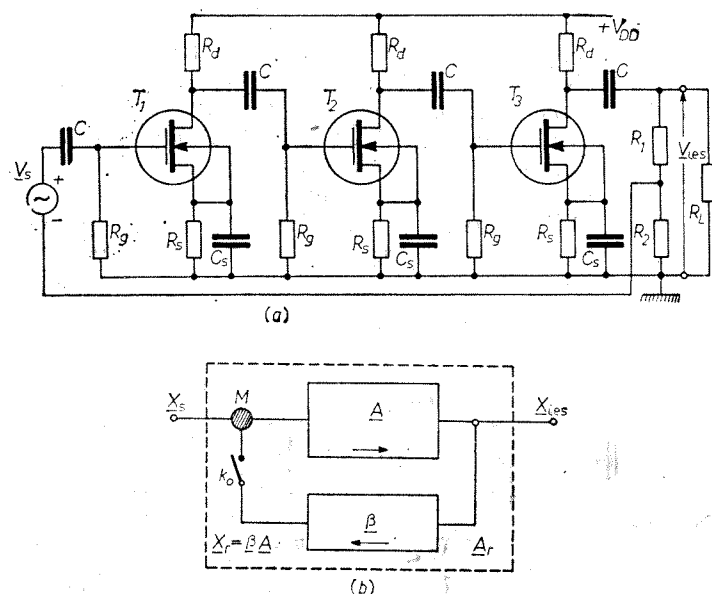 +V_DD
R_d
R_d
R_d
C
C
C
T_1
T_2
T_3
C
V_s
+
-
R_g
R_s
C_s
R_g
R_s
C_s
R_g
R_s
C_s
R_1
R_2
V_ies
R_L
(a)
X_s
M
A
X_ies
k_o
β
X_r=β A
A_r
(b)